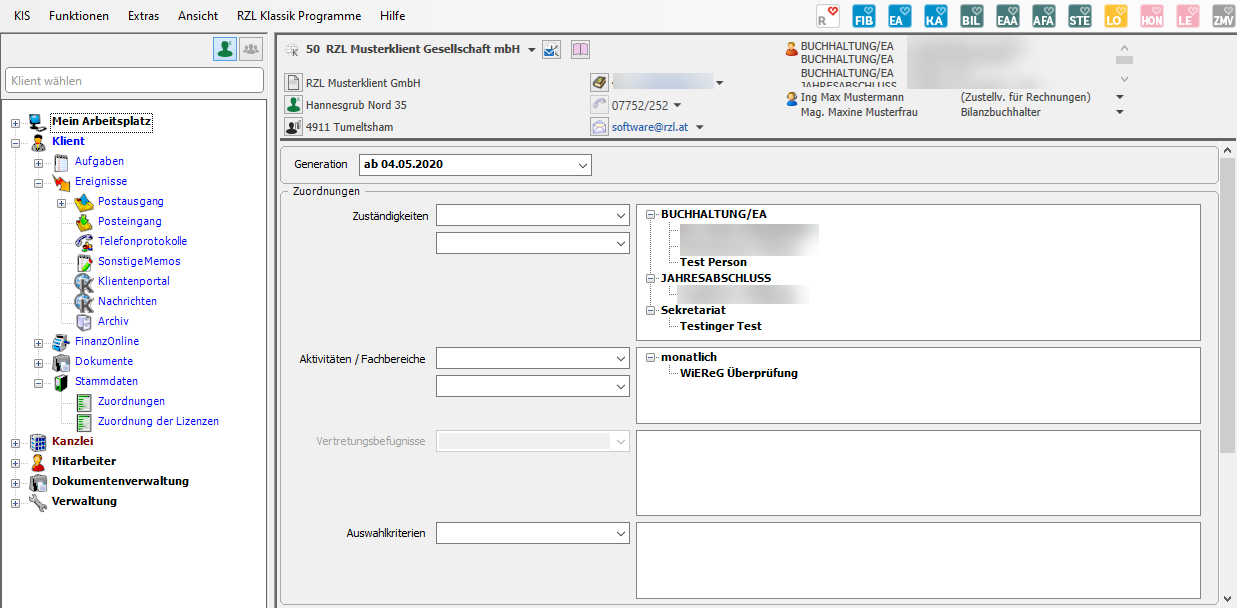 KIS Funktionen Extras Ansicht RZL Klassik Programme Hilfe
R FIB EA KA BIL EAA AFA STE LO HON LE ZMV
Klient wählen
Mein Arbeitsplatz
Klient
Aufgaben
Ereignisse
Postausgang
Posteingang
Telefonprotokolle
SonstigeMemos
Klientenportal
Nachrichten
Archiv
FinanzOnline
Dokumente
Stammdaten
Zuordnungen
Zuordnung der Lizenzen
Kanzlei
Mitarbeiter
Dokumentenverwaltung
Verwaltung
50 RZL Musterklient Gesellschaft mbH
RZL Musterklient GmbH
Hannesgrub Nord 35
07752/252
4911 Tumeltsham
software@rzl.at
BUCHHALTUNG/EA
BUCHHALTUNG/EA
BUCHHALTUNG/EA
JAHRESABSCHLUSS
Ing Max Mustermann (Zustellv. für Rechnungen)
Mag. Maxine Musterfrau Bilanzbuchhalter
Generation ab 04.05.2020
Zuordnungen
Zuständigkeiten
BUCHHALTUNG/EA
Test Person
JAHRESABSCHLUSS
Sekretariat
Testinger Test
Aktivitäten / Fachbereiche
monatlich
WiEReG Überprüfung
Vertretungsbefugnisse
Auswahlkriterien